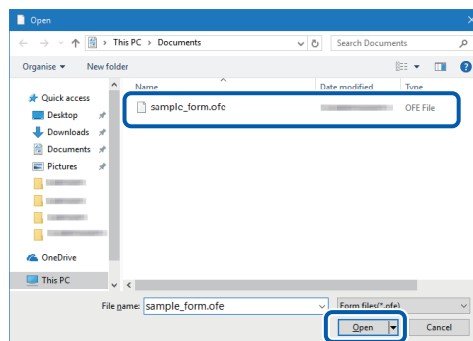 Open
This PC > Documents
Search Documents
Organise
New folder
Name
Date modified
Type
Quick access
Desktop
Downloads
Documents
Pictures
OneDrive
This PC
sample_form.ofe
OFE File
File name:
sample_form.ofe
Form files(*.ofe)
Open
Cancel